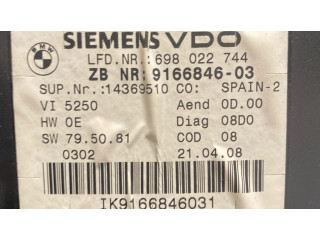 BMW
SIEMENS VDO
LFD.NR.:698 022 744
ZB NR:9166846-03
SUP.Nr.:14369510 CO: SPAIN-2
VI 5250 Aend 0D.00
HW 0E Diag 08D0
SW 79.50.81 COD 08
0302 21.04.08
IK9166846031